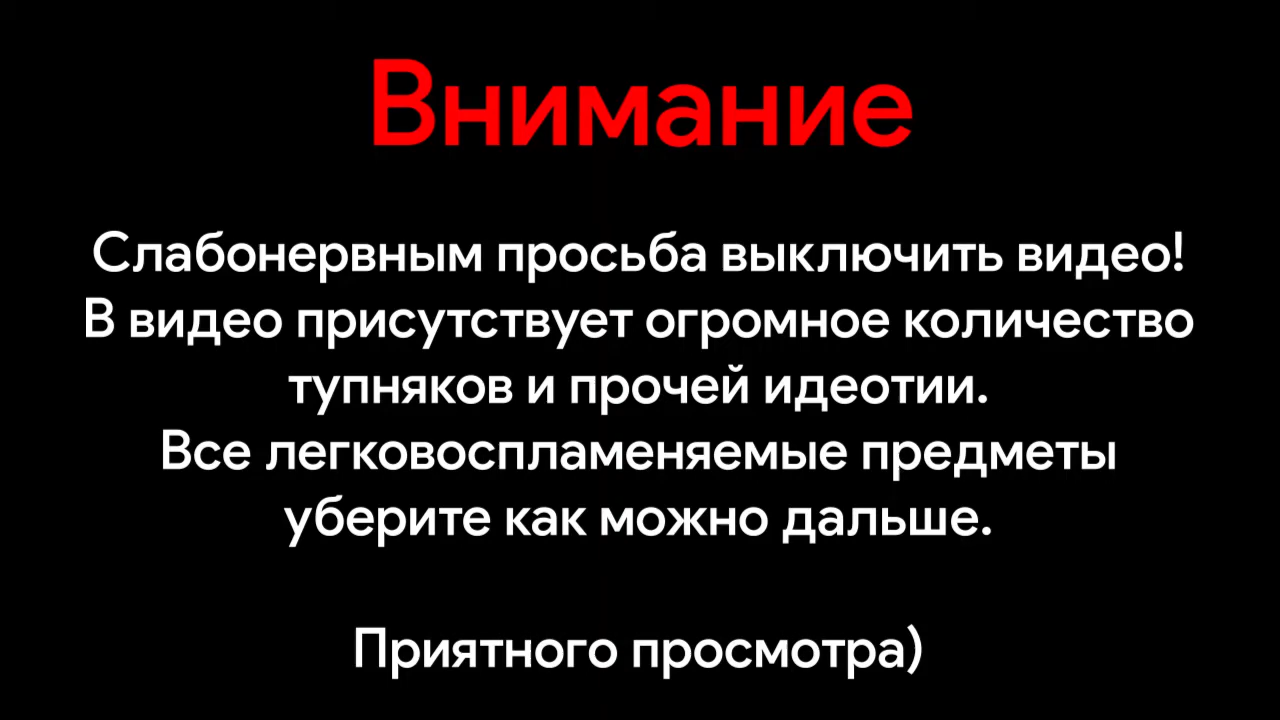 Внимание
Слабонервным просьба выключить видео!
В видео присутствует огромное количество
тупняков и прочей идеотии.
Все легковоспламеняемые предметы
уберите как можно дальше.
Приятного просмотра)